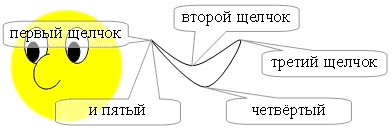 первый щелчок
второй щелчок
третий щелчок
четвёртый
и пятый